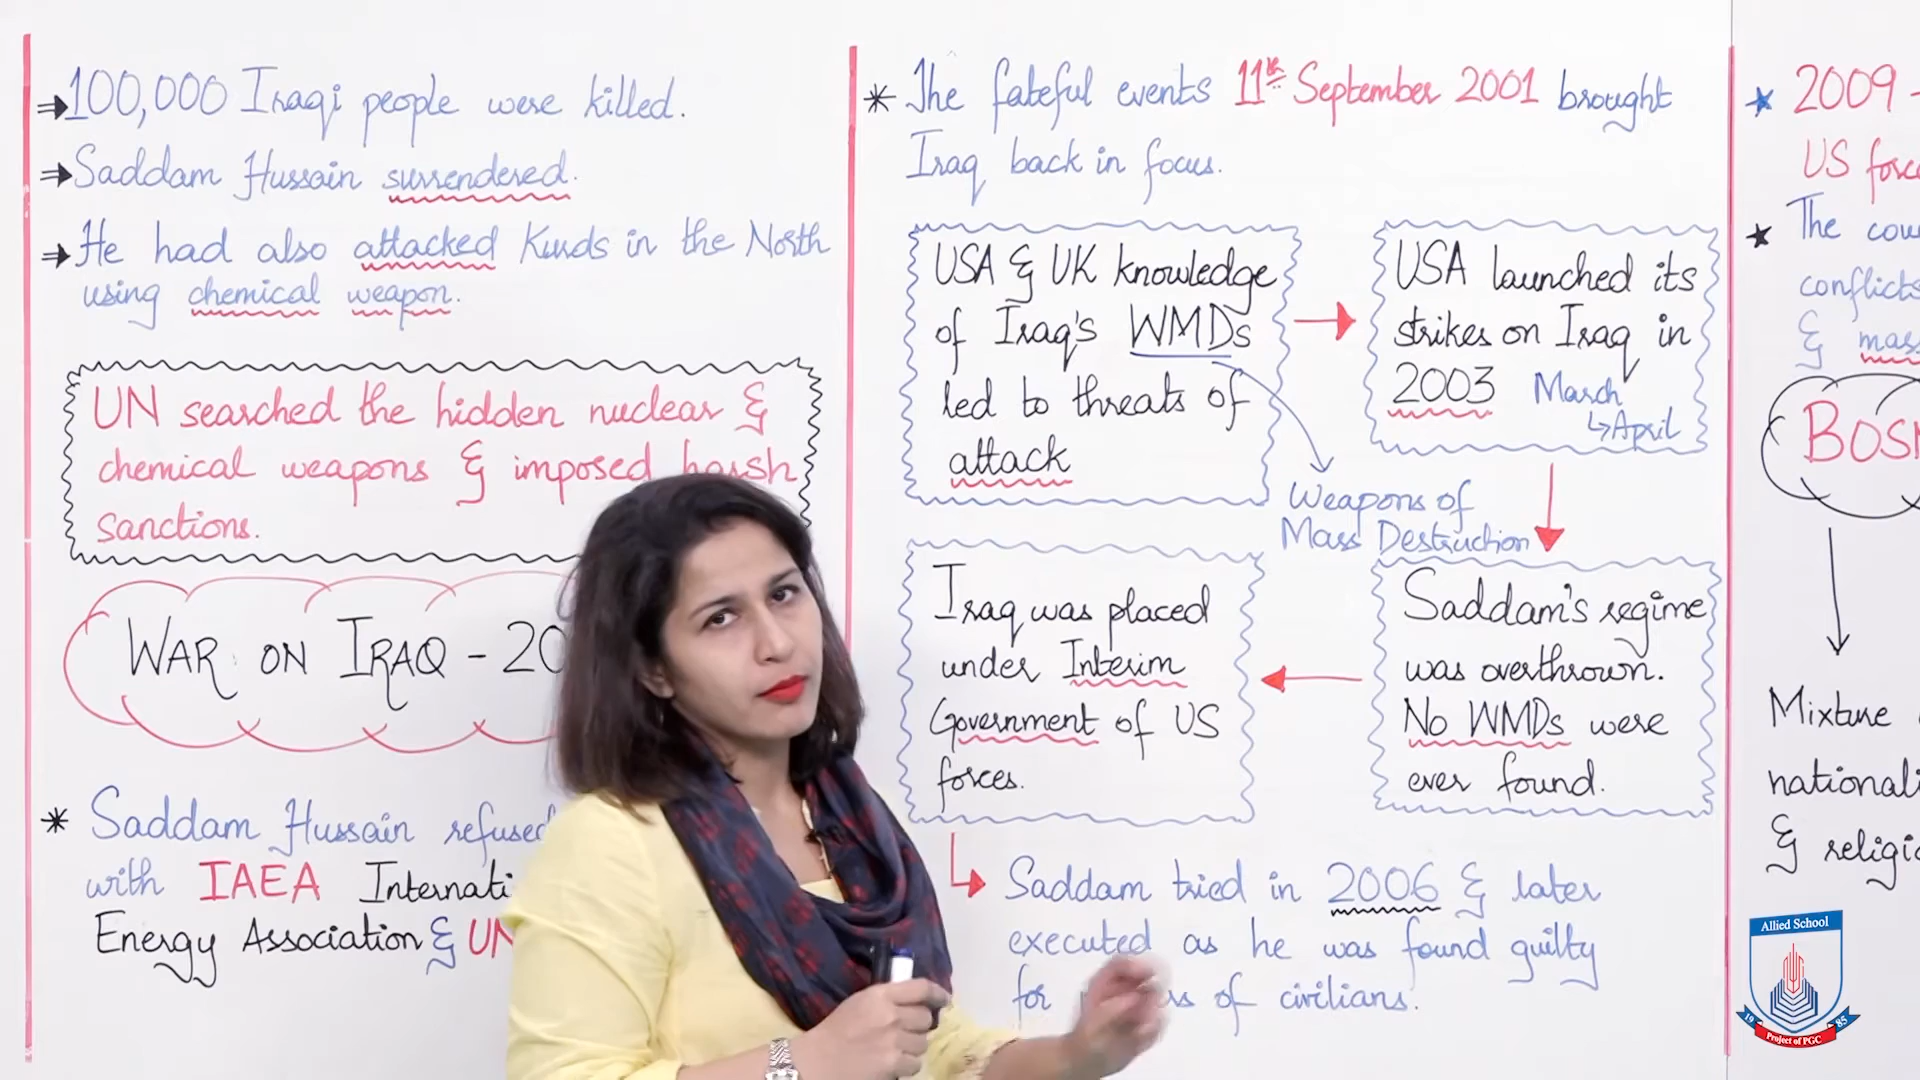 100,000 Iraqi people were killed.
Saddam Hussain surrendered.
He had also attacked Kurds in the North
using chemical weapon.
UN searched the hidden nuclear &
chemical weapons & imposed harsh
sanctions.
WAR ON IRAQ - 20
Saddam Hussain refused
with IAEA Internati
Energy Association & UN
The fateful events 11th September 2001 brought
Iraq back in focus.
USA & UK knowledge
of Iraq's WMDs
led to threats of
attack
USA launched its
strikes on Iraq in
2003 March
↳ April
Weapons of
Mass Destruction
Saddam's regime
was overthrown.
No WMDs were
ever found.
Iraq was placed
under Interim
Government of US
forces.
Saddam tried in 2006 & later
executed as he was found guilty
for of civilians.
2009 -
US force
The cou
conflicts
& mass
BOS
Mixture
nationali
& religio
Allied School
19 85
Project of PGC